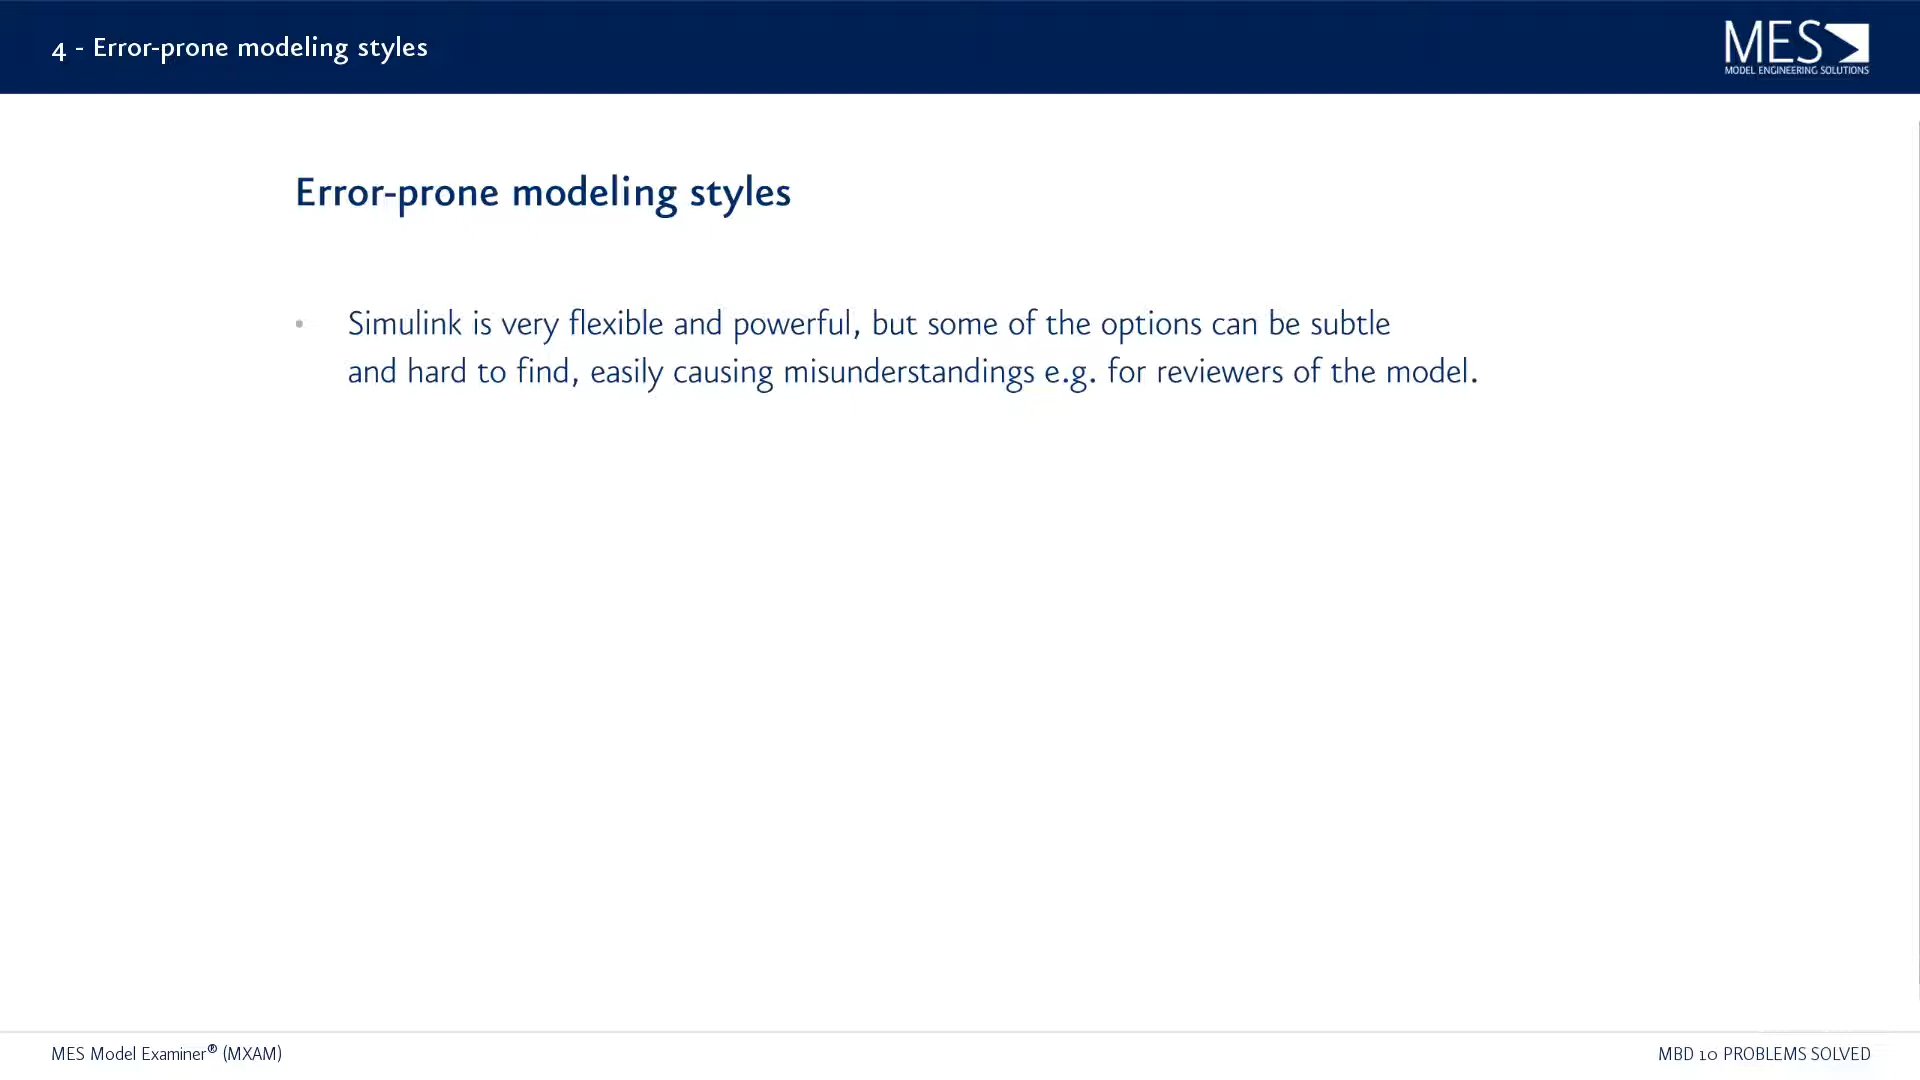 4 - Error-prone modeling styles
MES
MODEL ENGINEERING SOLUTIONS
Error-prone modeling styles
• Simulink is very flexible and powerful, but some of the options can be subtle
and hard to find, easily causing misunderstandings e.g. for reviewers of the model.
MES Model Examiner® (MXAM)
MBD 10 PROBLEMS SOLVED